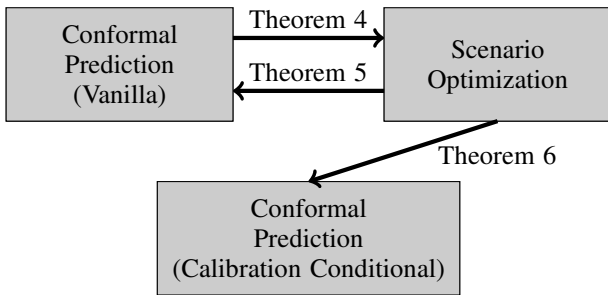 Conformal
Prediction
(Vanilla)
Theorem 4
Theorem 5
Scenario
Optimization
Theorem 6
Conformal
Prediction
(Calibration Conditional)